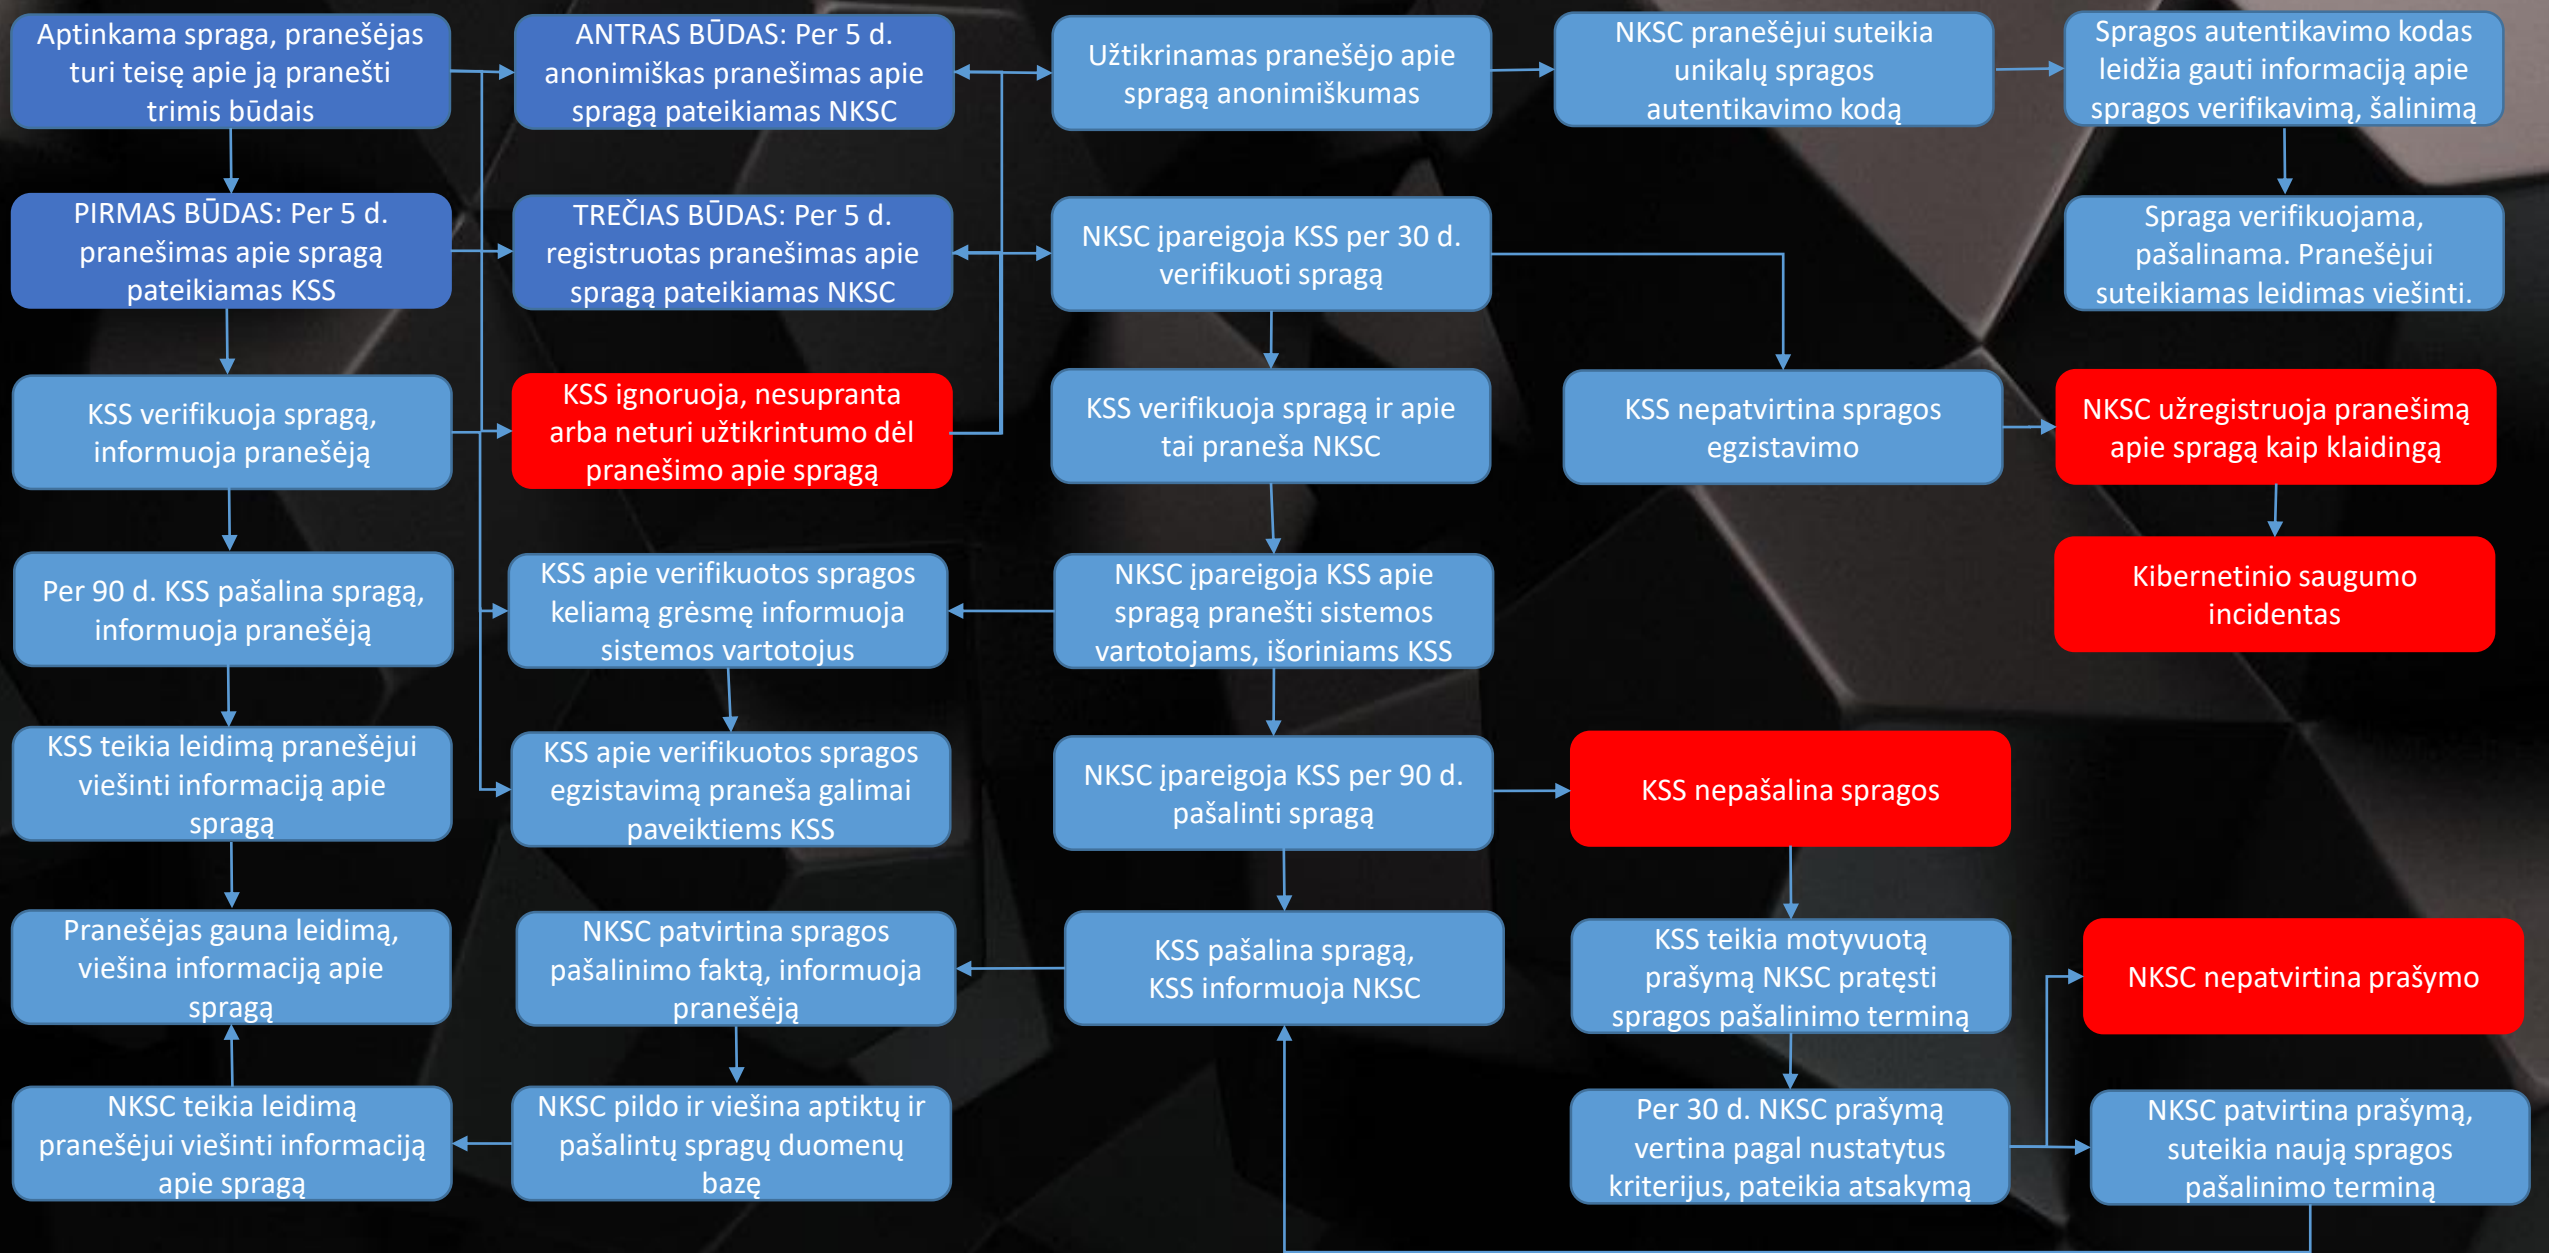 Aptinkama spraga, pranešėjas
turi teisę apie ją pranešti
trimis būdais
ANTRAS BŪDAS: Per 5 d.
anonimiškas pranešimas apie
spragą pateikiamas NKSC
Užtikrinamas pranešėjo apie
spragą anonimiškumas
NKSC pranešėjui suteikia
unikalų spragos
autentikavimo kodą
Spragos autentikavimo kodas
leidžia gauti informaciją apie
spragos verifikavimą, šalinimą
PIRMAS BŪDAS: Per 5 d.
pranešimas apie spragą
pateikiamas KSS
TREČIAS BŪDAS: Per 5 d.
registruotas pranešimas apie
spragą pateikiamas NKSC
NKSC įpareigoja KSS per 30 d.
verifikuoti spragą
Spraga verifikuojama,
pašalinama. Pranešėjui
suteikiamas leidimas viešinti.
KSS verifikuoja spragą,
informuoja pranešėją
KSS ignoruoja, nesupranta
arba neturi užtikrintumo dėl
pranešimo apie spragą
KSS verifikuoja spragą ir apie
tai praneša NKSC
KSS nepatvirtina spragos
egzistavimo
NKSC užregistruoja pranešimą
apie spragą kaip klaidingą
Per 90 d. KSS pašalina spragą,
informuoja pranešėją
KSS apie verifikuotos spragos
keliamą grėsmę informuoja
sistemos vartotojus
NKSC įpareigoja KSS apie
spragą pranešti sistemos
vartotojams, išoriniams KSS
Kibernetinio saugumo
incidentas
KSS teikia leidimą pranešėjui
viešinti informaciją apie
spragą
KSS apie verifikuotos spragos
egzistavimą praneša galimai
paveiktiems KSS
NKSC įpareigoja KSS per 90 d.
pašalinti spragą
KSS nepašalina spragos
Pranešėjas gauna leidimą,
viešina informaciją apie
spragą
NKSC patvirtina spragos
pašalinimo faktą, informuoja
pranešėją
KSS pašalina spragą,
KSS informuoja NKSC
KSS teikia motyvuotą
prašymą NKSC pratęsti
spragos pašalinimo terminą
NKSC nepatvirtina prašymo
NKSC teikia leidimą
pranešėjui viešinti informaciją
apie spragą
NKSC pildo ir viešina aptiktų ir
pašalintų spragų duomenų
bazę
Per 30 d. NKSC prašymą
vertina pagal nustatytus
kriterijus, pateikia atsakymą
NKSC patvirtina prašymą,
suteikia naują spragos
pašalinimo terminą